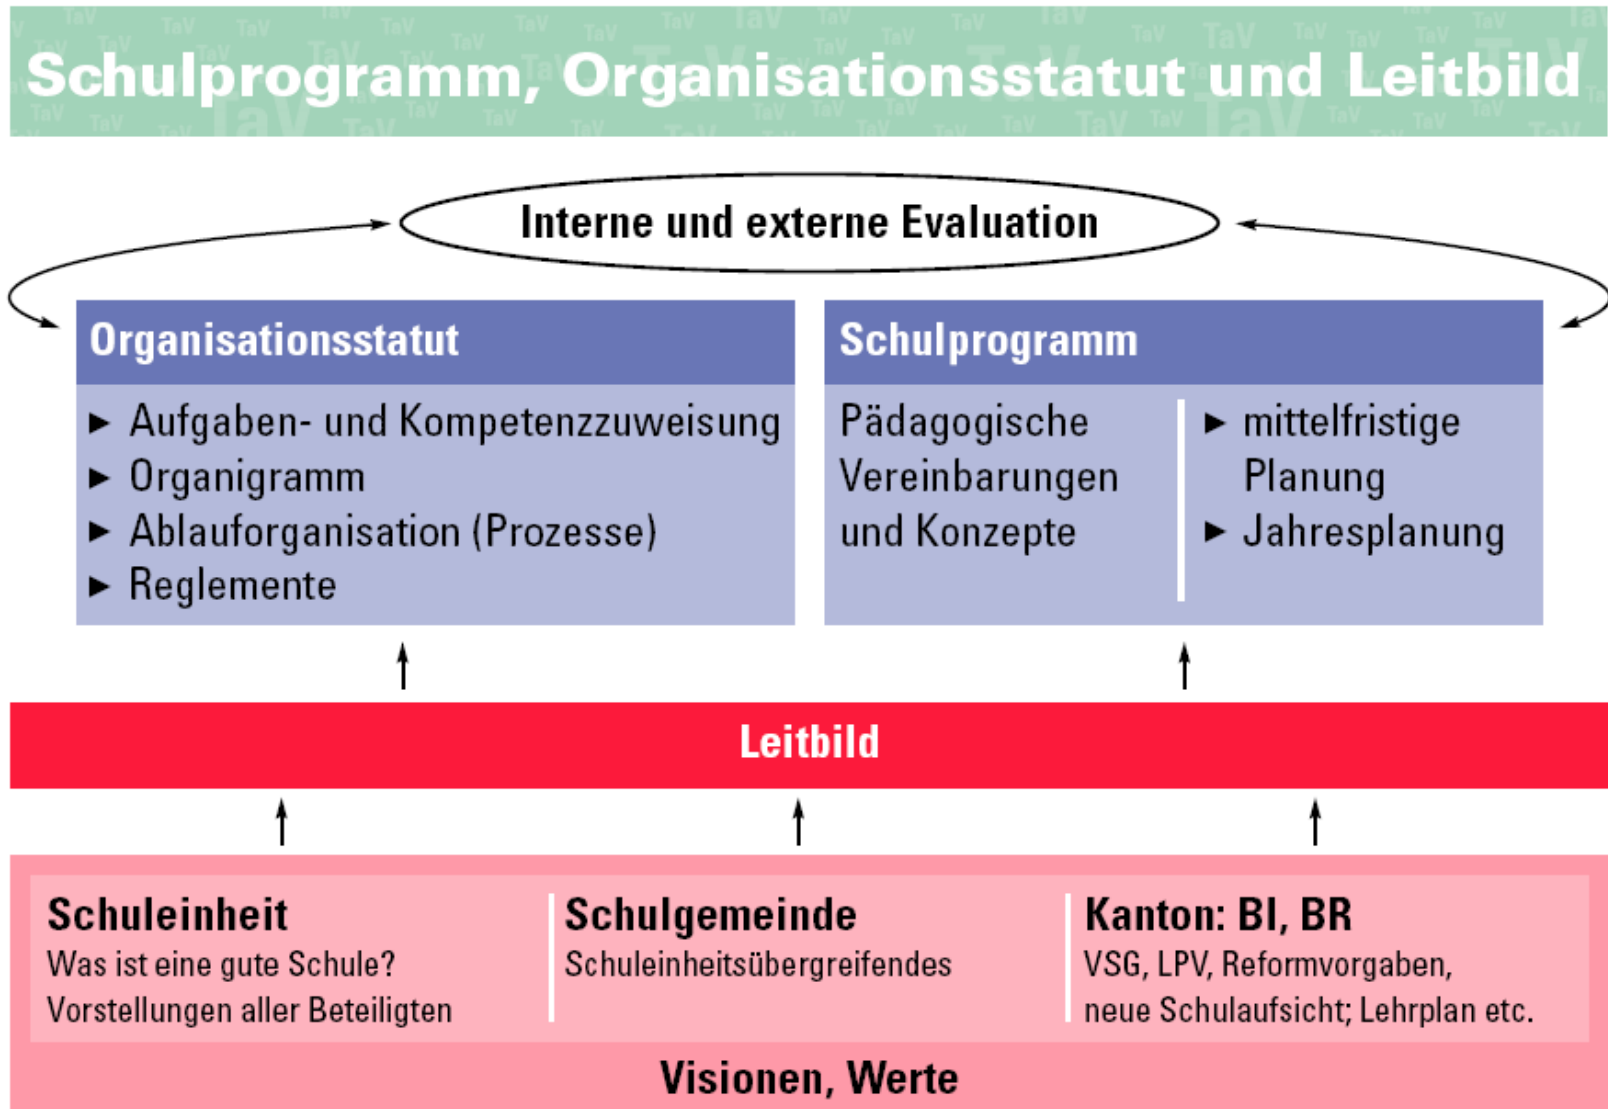 Schulprogramm, Organisationsstatut und Leitbild
TaV
Interne und externe Evaluation
Organisationsstatut
► Aufgaben- und Kompetenzzuweisung
► Organigramm
► Ablauforganisation (Prozesse)
► Reglemente
Schulprogramm
Pädagogische
Vereinbarungen
und Konzepte
► mittelfristige
Planung
► Jahresplanung
Leitbild
Schuleinheit
Was ist eine gute Schule?
Vorstellungen aller Beteiligten
Schulgemeinde
Schuleinheitsübergreifendes
Kanton: BI, BR
VSG, LPV, Reformvorgaben,
neue Schulaufsicht; Lehrplan etc.
Visionen, Werte